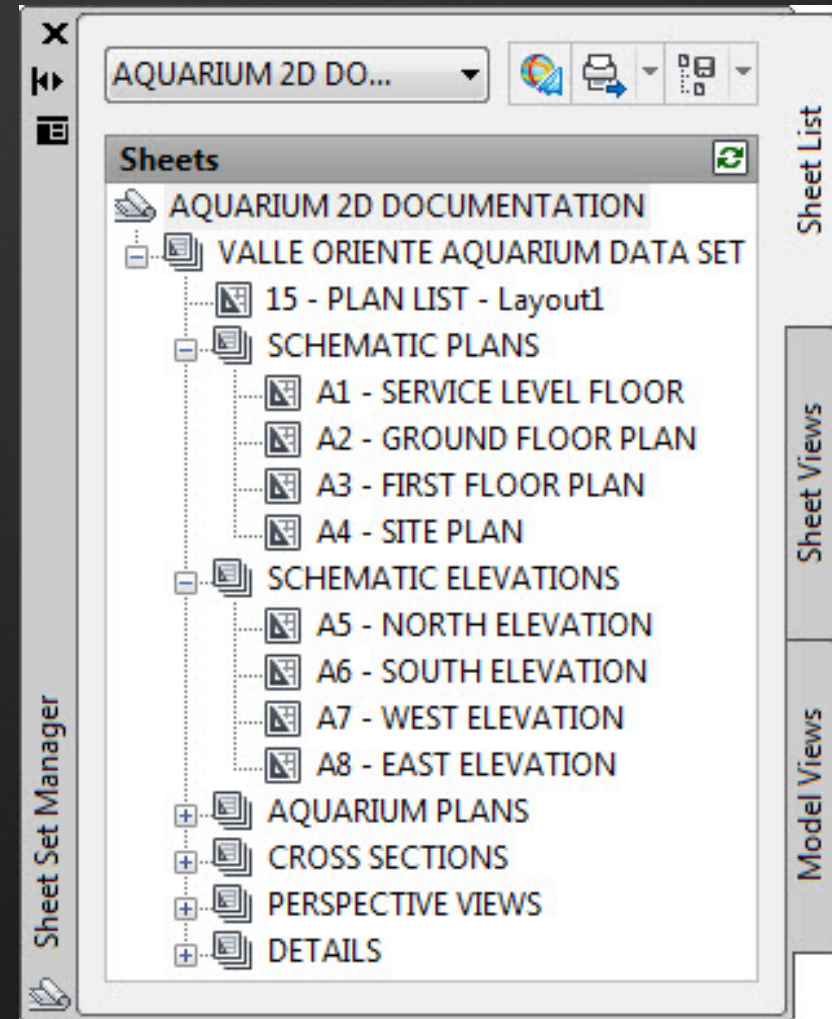 AQUARIUM 2D DO...
Sheets
AQUARIUM 2D DOCUMENTATION
VALLE ORIENTE AQUARIUM DATA SET
15 - PLAN LIST - Layout1
SCHEMATIC PLANS
A1 - SERVICE LEVEL FLOOR
A2 - GROUND FLOOR PLAN
A3 - FIRST FLOOR PLAN
A4 - SITE PLAN
SCHEMATIC ELEVATIONS
A5 - NORTH ELEVATION
A6 - SOUTH ELEVATION
A7 - WEST ELEVATION
A8 - EAST ELEVATION
AQUARIUM PLANS
CROSS SECTIONS
PERSPECTIVE VIEWS
DETAILS
Sheet List
Sheet Views
Model Views
Sheet Set Manager